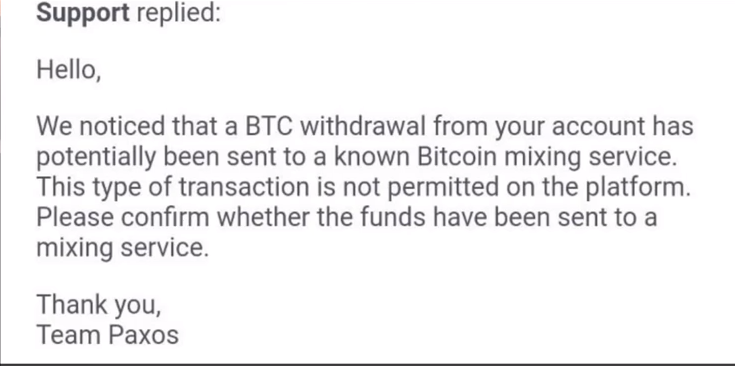 Support replied:
Hello,
We noticed that a BTC withdrawal from your account has
potentially been sent to a known Bitcoin mixing service.
This type of transaction is not permitted on the platform.
Please confirm whether the funds have been sent to a
mixing service.
Thank you,
Team Paxos